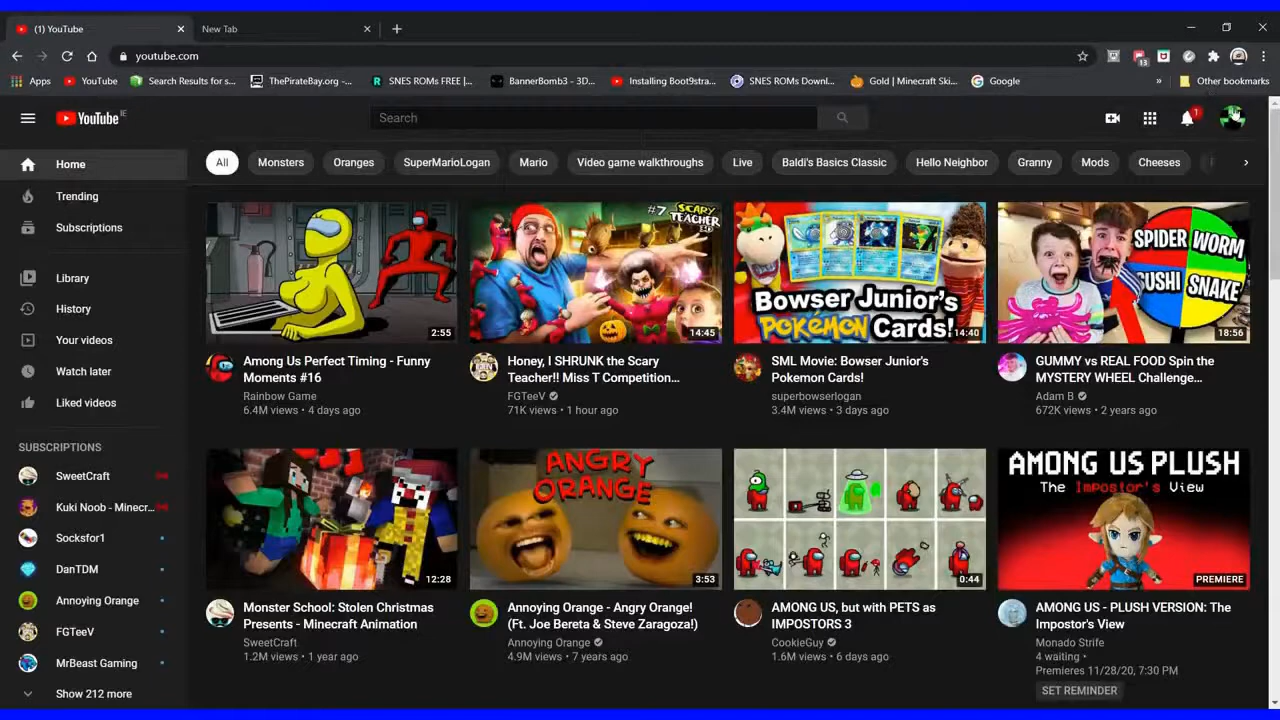 (1) YouTube
New Tab
youtube.com
13
Apps YouTube Search Results for s... ThePirateBay.org -... SNES ROMs FREE |... BannerBomb3 - 3D... Installing Boot9stra... SNES ROMs Downl... Gold | Minecraft Ski... Google » Other bookmarks
YouTube IE
Search
1
All Monsters Oranges SuperMarioLogan Mario Video game walkthroughs Live Baldi's Basics Classic Hello Neighbor Granny Mods Cheeses
Home
Trending
Subscriptions
Library
History
Your videos
Watch later
Liked videos
SUBSCRIPTIONS
SweetCraft
Kuki Noob - Minecr...
Socksfor1
DanTDM
Annoying Orange
FGTeeV
MrBeast Gaming
Show 212 more
2:55
Among Us Perfect Timing - Funny
Moments #16
Rainbow Game
6.4M views • 4 days ago
#7 SCARY
TEACHER
3D
14:45
Honey, I SHRUNK the Scary
Teacher!! Miss T Competition...
FGTeeV
71K views • 1 hour ago
Bowser Junior's
POKÉMON Cards!
14:40
SML Movie: Bowser Junior's
Pokemon Cards!
superbowserlogan
3.4M views • 3 days ago
SPIDER WORM
SUSHI SNAKE
18:56
GUMMY vs REAL FOOD Spin the
MYSTERY WHEEL Challenge...
Adam B
672K views • 2 years ago
12:28
Monster School: Stolen Christmas
Presents - Minecraft Animation
SweetCraft
1.2M views • 1 year ago
ANGRY
ORANGE
3:53
Annoying Orange - Angry Orange!
(Ft. Joe Bereta & Steve Zaragoza!)
Annoying Orange
4.9M views • 7 years ago
0:44
AMONG US, but with PETS as
IMPOSTORS 3
CookieGuy
1.6M views • 6 days ago
AMONG US PLUSH
The Impostor's View
PREMIERE
AMONG US - PLUSH VERSION: The
Impostor's View
Monado Strife
4 waiting •
Premieres 11/28/20, 7:30 PM
SET REMINDER